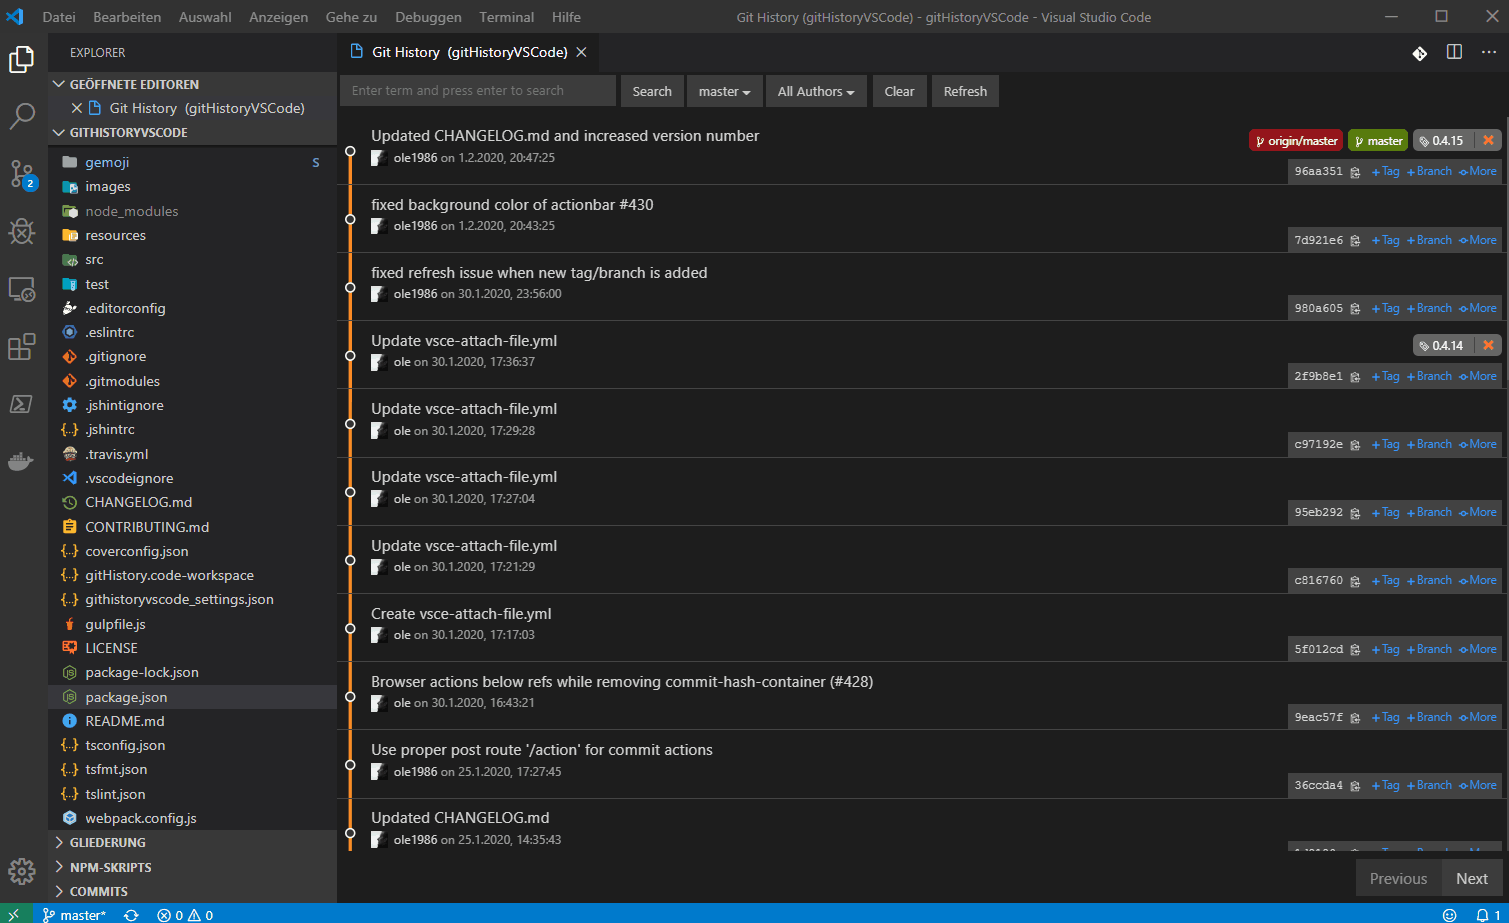 Datei Bearbeiten Auswahl Anzeigen Gehe zu Debuggen Terminal Hilfe Git History (gitHistoryVSCode) - gitHistoryVSCode - Visual Studio Code
EXPLORER
GEÖFFNETE EDITOREN
Git History (gitHistoryVSCode)
GITHISTORYVSCODE
gemoji S
images
node_modules
resources
src
test
.editorconfig
.eslintrc
.gitignore
.gitmodules
.jshintignore
.jshintrc
.travis.yml
.vscodeignore
CHANGELOG.md
CONTRIBUTING.md
coverconfig.json
gitHistory.code-workspace
githistoryvscode_settings.json
gulpfile.js
LICENSE
package-lock.json
package.json
README.md
tsconfig.json
tsfmt.json
tslint.json
webpack.config.js
GLIEDERUNG
NPM-SKRIPTS
COMMITS
2
Git History (gitHistoryVSCode)
Enter term and press enter to search Search master All Authors Clear Refresh
Updated CHANGELOG.md and increased version number origin/master master 0.4.15
ole1986 on 1.2.2020, 20:47:25
96aa351 +Tag +Branch More
fixed background color of actionbar #430
ole1986 on 1.2.2020, 20:43:25
7d921e6 +Tag +Branch More
fixed refresh issue when new tag/branch is added
ole1986 on 30.1.2020, 23:56:00
980a605 +Tag +Branch More
Update vsce-attach-file.yml 0.4.14
ole on 30.1.2020, 17:36:37
2f9b8e1 +Tag +Branch More
Update vsce-attach-file.yml
ole on 30.1.2020, 17:29:28
c97192e +Tag +Branch More
Update vsce-attach-file.yml
ole on 30.1.2020, 17:27:04
95eb292 +Tag +Branch More
Update vsce-attach-file.yml
ole on 30.1.2020, 17:21:29
c816760 +Tag +Branch More
Create vsce-attach-file.yml
ole on 30.1.2020, 17:17:03
5f012cd +Tag +Branch More
Browser actions below refs while removing commit-hash-container (#428)
ole on 30.1.2020, 16:43:21
9eac57f +Tag +Branch More
Use proper post route '/action' for commit actions
ole1986 on 25.1.2020, 17:27:45
36ccda4 +Tag +Branch More
Updated CHANGELOG.md
ole1986 on 25.1.2020, 14:35:43
Previous Next
master* 0 0 1